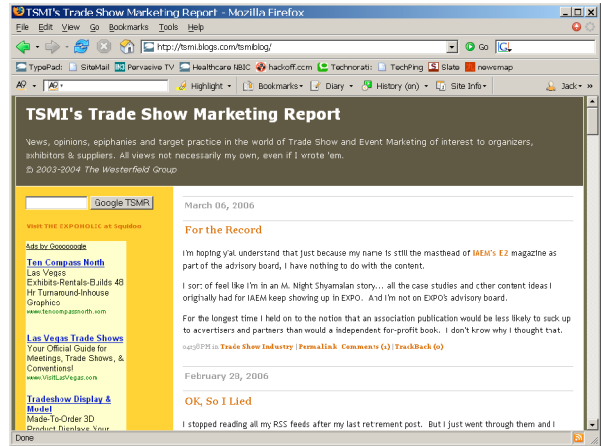 TSMI's Trade Show Marketing Report - Mozilla Firefox
File Edit View Go Bookmarks Tools Help
http://tsmi.blogs.com/tsmiblog/ Go
TypePad: SiteMail Pervasive TV Healthcare NBIC hackoff.com Technorati: TechPing Slate newsmap
Highlight Bookmarks Diary History (on) Site Info Jack »
TSMI's Trade Show Marketing Report
News, opinions, epiphanies and target practice in the world of Trade Show and Event Marketing of interest to organizers,
exhibitors & suppliers. All views not necessarily my own, even if I wrote 'em.
© 2003-2004 The Westerfield Group
Google TSMR
Visit THE EXPOHOLIC at Squidoo
Ads by Goooooogle
Ten Compass North
Las Vegas
Exhibits-Rentals-Builds 48
Hr Turnaround-Inhouse
Graphics
www.tencompassnorth.com
Las Vegas Trade Shows
Your Official Guide for
Meetings, Trade Shows, &
Conventions!
www.VisitLasVegas.com
Tradeshow Display &
Model
Made-To-Order 3D
Product Displays. Your
March 06, 2006
For the Record
I'm hoping y'al understand that just because my name is still the masthead of IAEM's E2 magazine as
part of the advisory board, I have nothing to do with the content.
I sort of feel like I'm in an M. Night Shyamalan story... all the case studies and other content ideas I
originally had for IAEM keep showing up in EXPO. And I'm not on EXPO's advisory board.
For the longest time I held on to the notion that an association publication would be less likely to suck up
to advertisers and partners than would a independent for-profit book. I don't know why I thought that.
04:38 PM in Trade Show Industry | Permalink Comments (1) | TrackBack (0)
February 28, 2006
OK, So I Lied
I stopped reading all my RSS feeds after my last retirement post. But I just went through them and I
Done